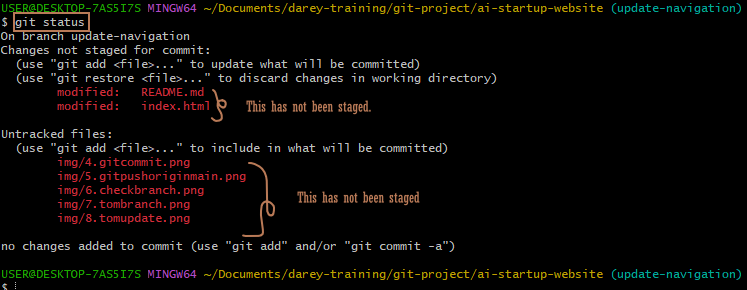 USER@DESKTOP-7AS5I7S MINGW64 ~/Documents/darey-training/git-project/ai-startup-website (update-navigation)
$ git status
On branch update-navigation
Changes not staged for commit:
  (use "git add <file>..." to update what will be committed)
  (use "git restore <file>..." to discard changes in working directory)
        modified:   README.md
        modified:   index.html
This has not been staged.
Untracked files:
  (use "git add <file>..." to include in what will be committed)
        img/4.gitcommit.png
        img/5.gitpushoriginmain.png
        img/6.checkbranch.png
        img/7.tombranch.png
        img/8.tomupdate.png
This has not been staged
no changes added to commit (use "git add" and/or "git commit -a")
USER@DESKTOP-7AS5I7S MINGW64 ~/Documents/darey-training/git-project/ai-startup-website (update-navigation)
$